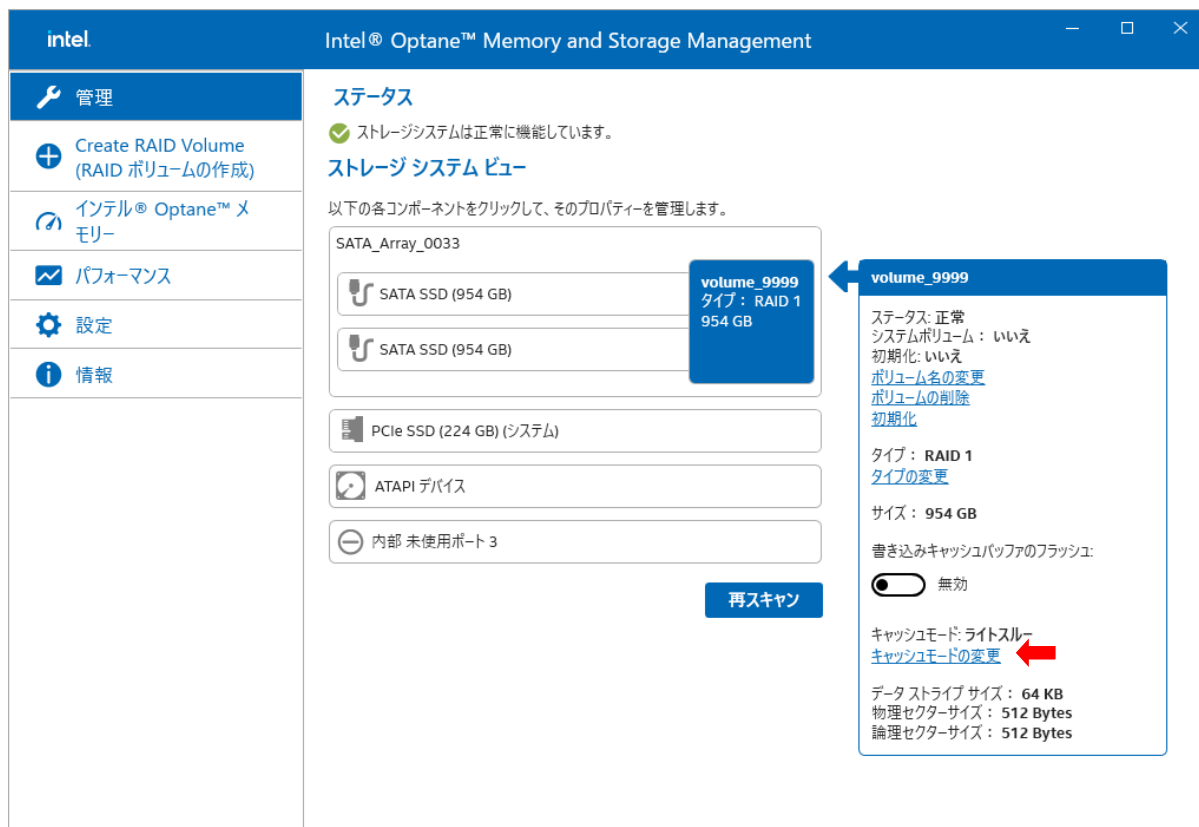 intel.
Intel® Optane™ Memory and Storage Management
管理
Create RAID Volume
(RAID ボリュームの作成)
インテル® Optane™ メ
モリー
パフォーマンス
設定
情報
ステータス
ストレージシステムは正常に機能しています。
ストレージ システム ビュー
以下の各コンポーネントをクリックして、そのプロパティーを管理します。
SATA_Array_0033
SATA SSD (954 GB)
SATA SSD (954 GB)
volume_9999
タイプ： RAID 1
954 GB
PCIe SSD (224 GB) (システム)
ATAPI デバイス
内部 未使用ポート 3
再スキャン
volume_9999
ステータス: 正常
システムボリューム： いいえ
初期化: いいえ
ボリューム名の変更
ボリュームの削除
初期化
タイプ： RAID 1
タイプの変更
サイズ： 954 GB
書き込みキャッシュバッファのフラッシュ:
無効
キャッシュモード: ライトスルー
キャッシュモードの変更
データ ストライプ サイズ： 64 KB
物理セクターサイズ： 512 Bytes
論理セクターサイズ： 512 Bytes